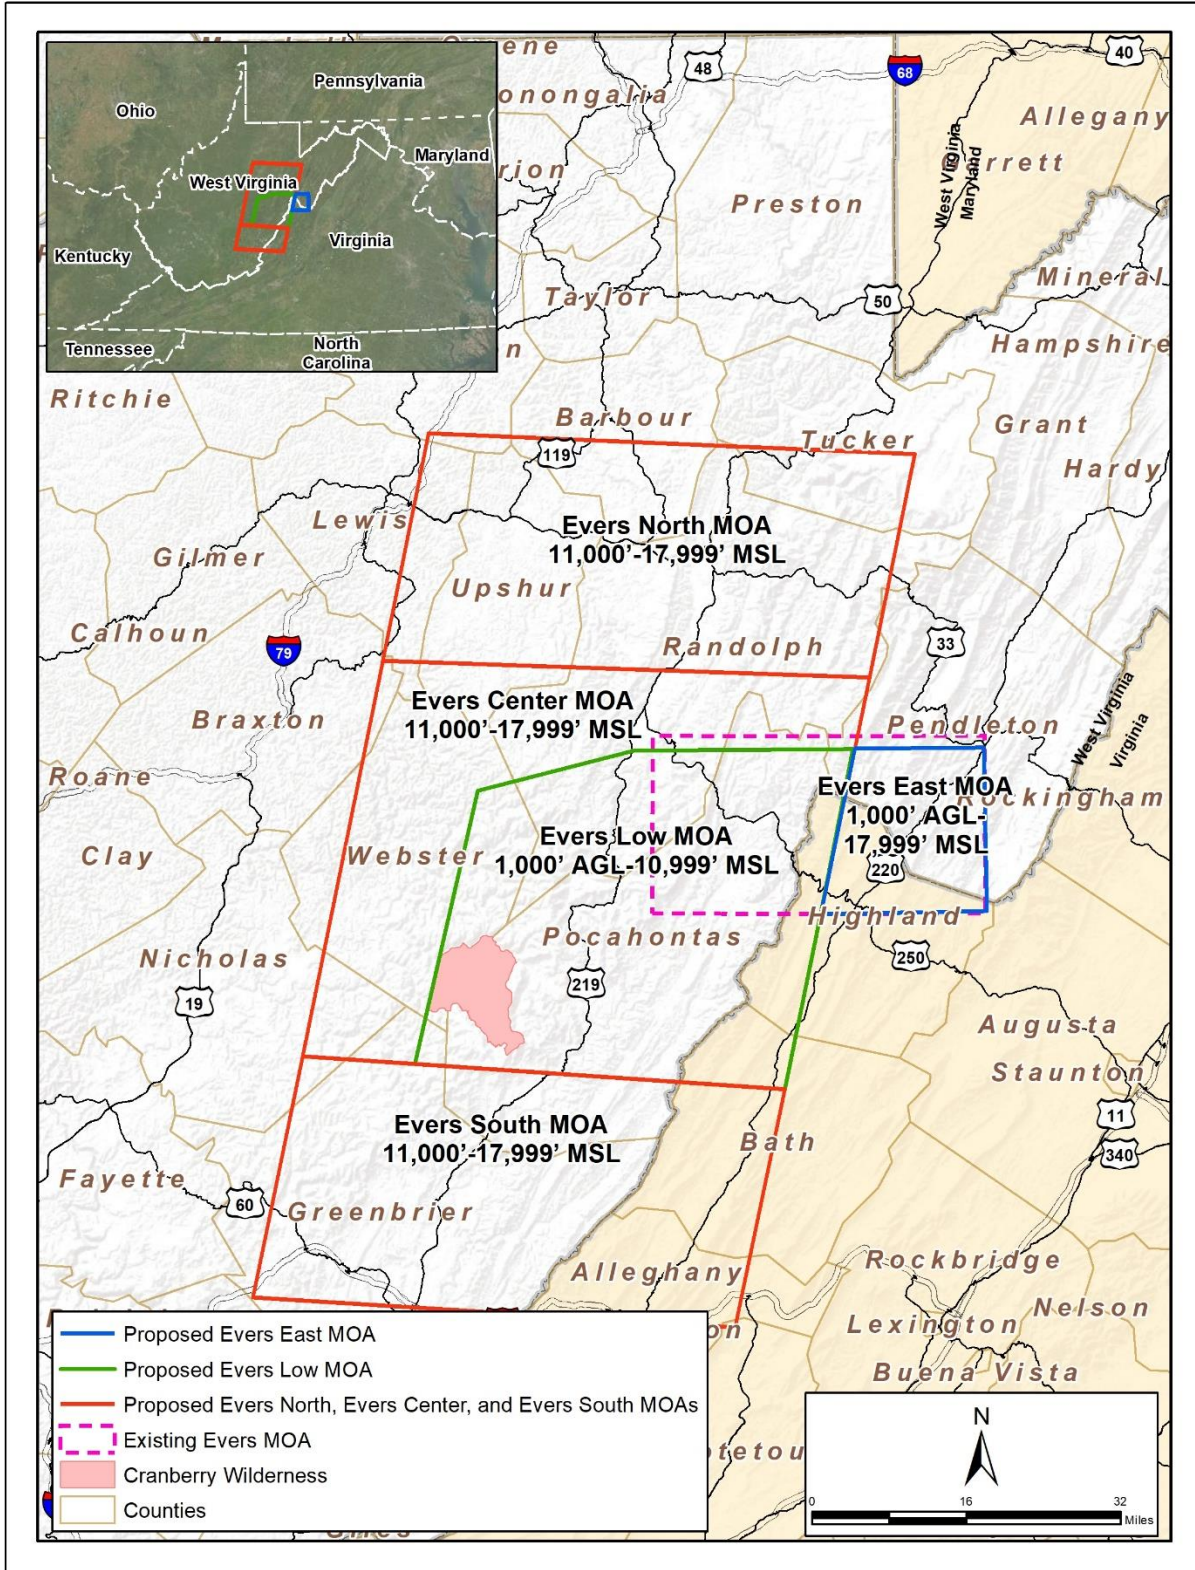 Pennsylvania
Ohio
Maryland
West Virginia
Virginia
Kentucky
Tennessee
North
Carolina
48
68
40
Allegany
Preston
West Virginia
Maryland
Mineral
Taylor
50
Hampshire
Ritchie
Barbour
Tucker
Grant
119
Hardy
Lewis
Evers North MOA
11,000'-17,999' MSL
Gilmer
Upshur
Calhoun
Randolph
33
79
Evers Center MOA
11,000'-17,999' MSL
Braxton
Pendleton
West Virginia
Virginia
Roane
Evers East MOA
1,000' AGL-
17,999' MSL
Rockingham
Evers Low MOA
1,000' AGL-10,999' MSL
Clay
Webster
220
Highland
Pocahontas
Nicholas
250
19
219
Augusta
Staunton
11
340
Evers South MOA
11,000'-17,999' MSL
Bath
Fayette
60
Greenbrier
Alleghany
Rockbridge
Nelson
Lexington
Buena Vista
Proposed Evers East MOA
Proposed Evers Low MOA
Proposed Evers North, Evers Center, and Evers South MOAs
Existing Evers MOA
Cranberry Wilderness
Counties
N
0 16 32
Miles